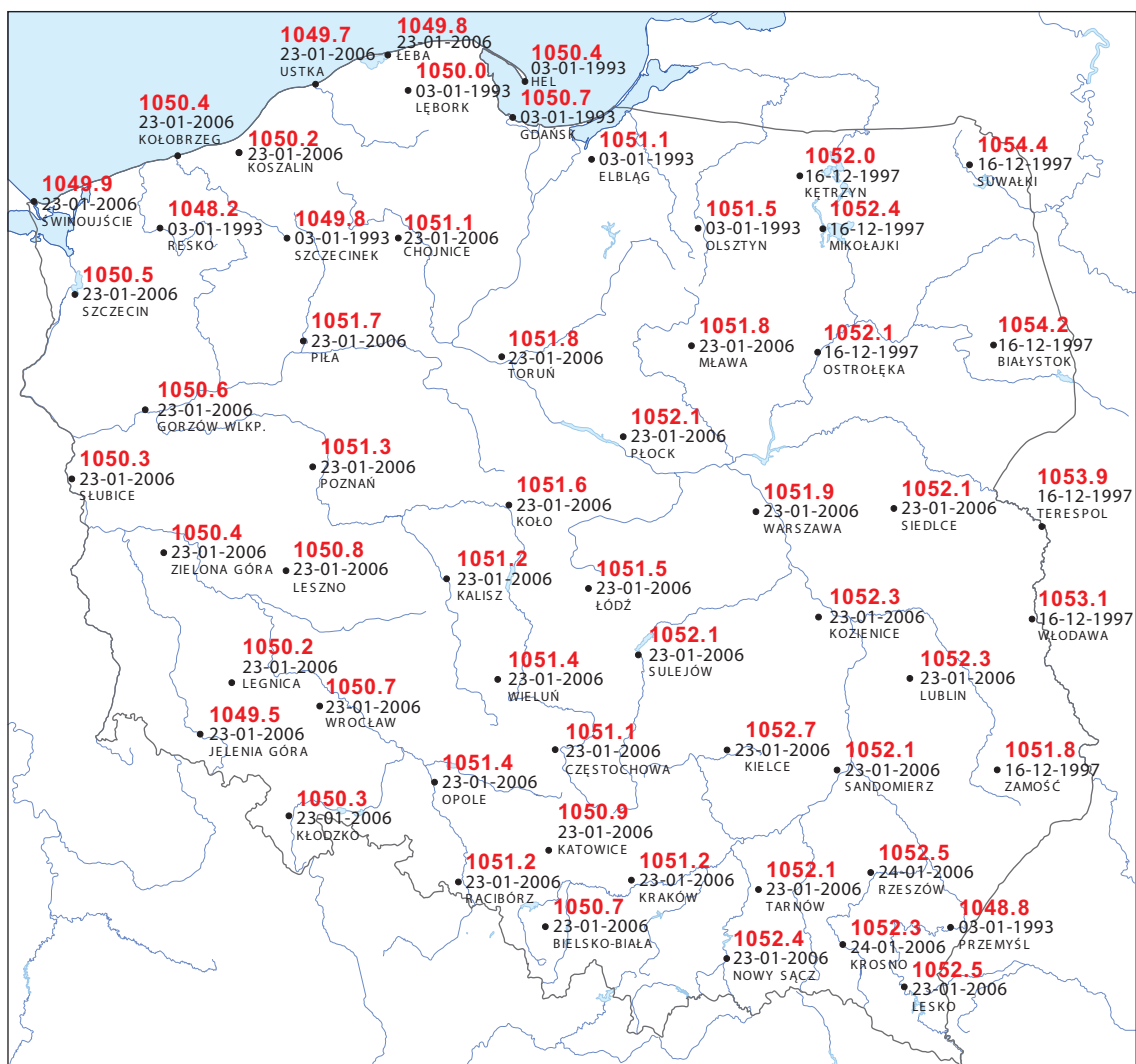 1049.7
23-01-2006
USTKA
1049.8
23-01-2006
ŁEBA
1050.4
03-01-1993
HEL
1050.0
03-01-1993
LĘBORK
1050.7
03-01-1993
GDAŃSK
1050.4
23-01-2006
KOŁOBRZEG
1050.2
23-01-2006
KOSZALIN
1051.1
03-01-1993
ELBLĄG
1052.0
16-12-1997
KĘTRZYN
1054.4
16-12-1997
SUWAŁKI
1049.9
23-01-2006
ŚWINOUJŚCIE
1048.2
03-01-1993
RESKO
1049.8
03-01-1993
SZCZECINEK
1051.1
23-01-2006
CHOJNICE
1051.5
03-01-1993
OLSZTYN
1052.4
16-12-1997
MIKOŁAJKI
1050.5
23-01-2006
SZCZECIN
1051.7
23-01-2006
PIŁA
1051.8
23-01-2006
TORUŃ
1051.8
23-01-2006
MŁAWA
1052.1
16-12-1997
OSTROŁĘKA
1054.2
16-12-1997
BIAŁYSTOK
1050.6
23-01-2006
GORZÓW WLKP.
1052.1
23-01-2006
PŁOCK
1050.3
23-01-2006
SŁUBICE
1051.3
23-01-2006
POZNAŃ
1051.6
23-01-2006
KOŁO
1051.9
23-01-2006
WARSZAWA
1052.1
23-01-2006
SIEDLCE
1053.9
16-12-1997
TERESPOL
1050.4
23-01-2006
ZIELONA GÓRA
1050.8
23-01-2006
LESZNO
1051.2
23-01-2006
KALISZ
1051.5
23-01-2006
ŁÓDŹ
1052.3
23-01-2006
KOZIENICE
1053.1
16-12-1997
WŁODAWA
1050.2
23-01-2006
LEGNICA
1050.7
23-01-2006
WROCŁAW
1051.4
23-01-2006
WIELUŃ
1052.1
23-01-2006
SULEJÓW
1052.3
23-01-2006
LUBLIN
1049.5
23-01-2006
JELENIA GÓRA
1051.4
23-01-2006
OPOLE
1051.1
23-01-2006
CZĘSTOCHOWA
1052.7
23-01-2006
KIELCE
1052.1
23-01-2006
SANDOMIERZ
1051.8
16-12-1997
ZAMOŚĆ
1050.3
23-01-2006
KŁODZKO
1050.9
23-01-2006
KATOWICE
1051.2
23-01-2006
RACIBÓRZ
1051.2
23-01-2006
KRAKÓW
1052.1
23-01-2006
TARNÓW
1052.5
24-01-2006
RZESZÓW
1050.7
23-01-2006
BIELSKO-BIAŁA
1052.4
23-01-2006
NOWY SĄCZ
1052.3
24-01-2006
KROSNO
1048.8
03-01-1993
PRZEMYŚL
1052.5
23-01-2006
LESKO